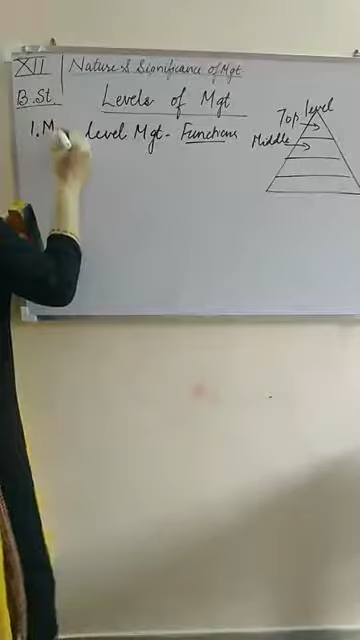 XII Nature & Significance of Mgt
B.St
Levels of Mgt
Top level
1. M level Mgt - Functions
Middle